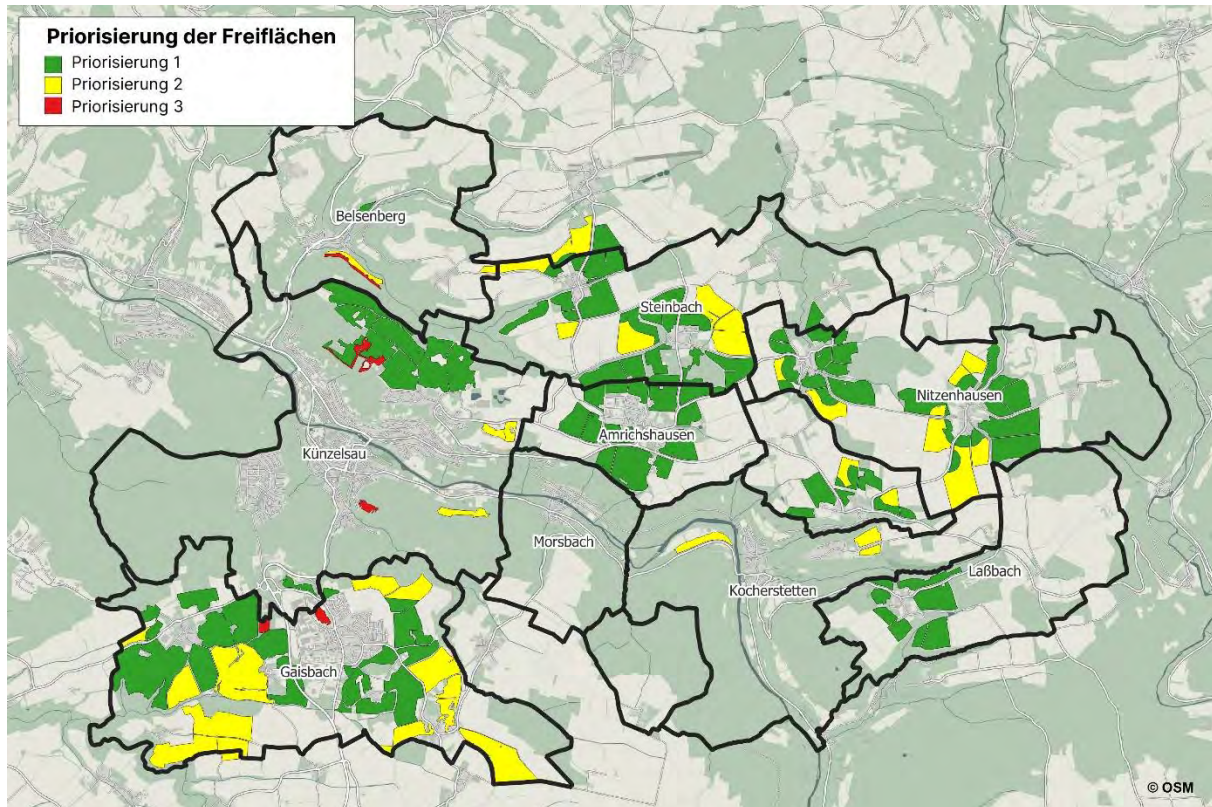 Priorisierung der Freiflächen
Priorisierung 1
Priorisierung 2
Priorisierung 3
Belsenberg
Steinbach
Nitzenhausen
Amrichshausen
Künzelsau
Morsbach
Laßbach
Kocherstetten
Gaisbach
© OSM